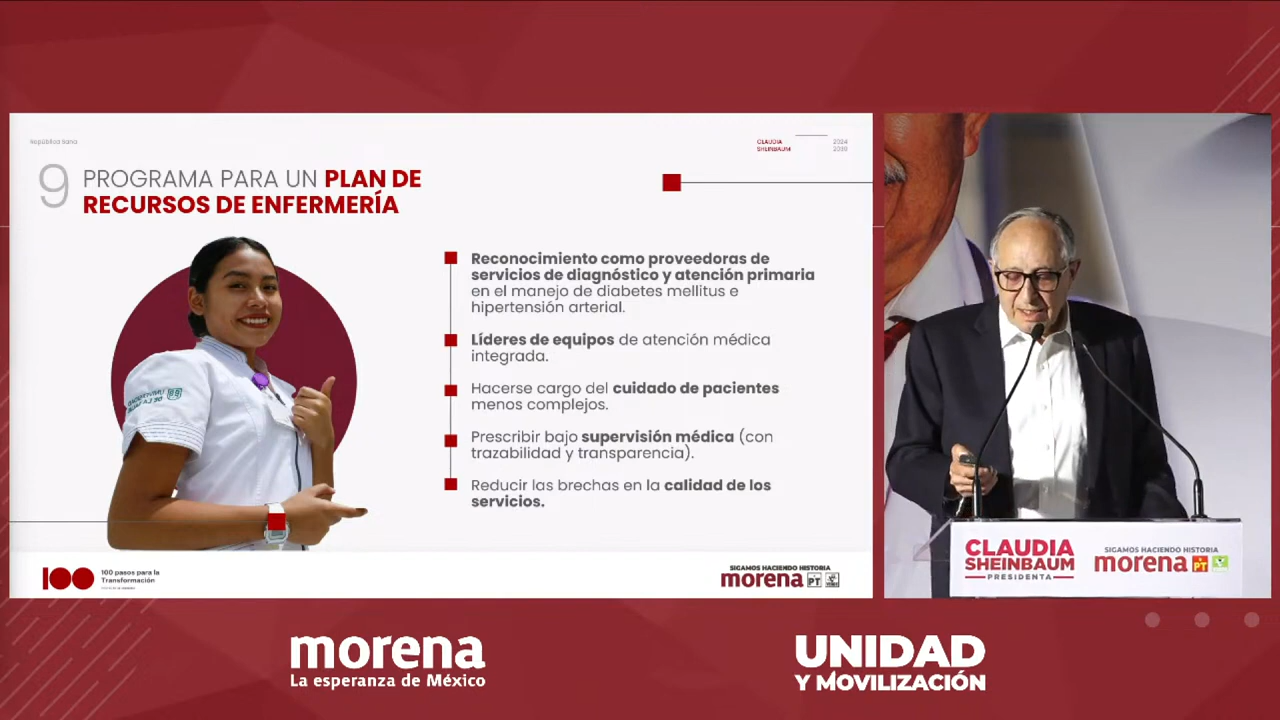 República Sana
CLAUDIA
SHEINBAUM
2024
2030
9
PROGRAMA PARA UN PLAN DE
RECURSOS DE ENFERMERÍA
Reconocimiento como proveedoras de
servicios de diagnóstico y atención primaria
en el manejo de diabetes mellitus e
hipertensión arterial.
Líderes de equipos de atención médica
integrada.
Hacerse cargo del cuidado de pacientes
menos complejos.
Prescribir bajo supervisión médica (con
trazabilidad y transparencia).
Reducir las brechas en la calidad de los
servicios.
100
100 pasos para la
Transformación
SIGAMOS HACIENDO HISTORIA
morena PT
CLAUDIA
SHEINBAUM
PRESIDENTA
SIGAMOS HACIENDO HISTORIA
morena PT
morena
La esperanza de México
UNIDAD
Y MOVILIZACIÓN